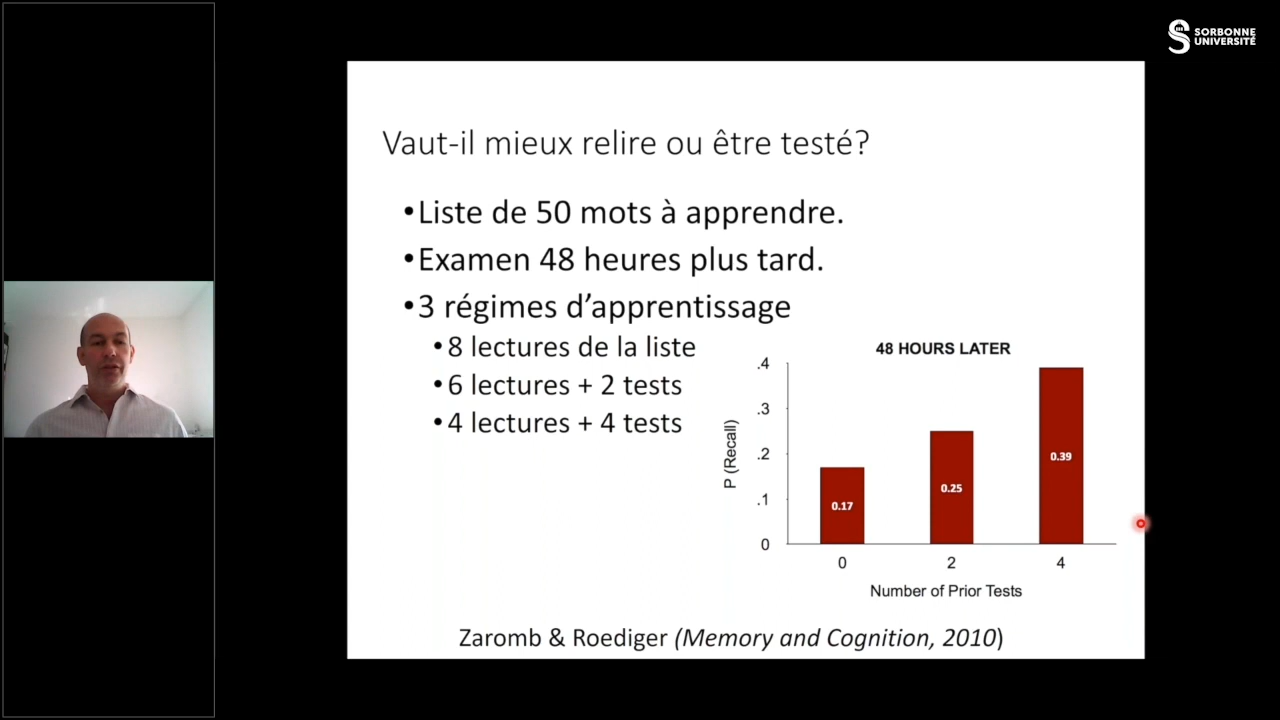 SORBONNE
UNIVERSITÉ
Vaut-il mieux relire ou être testé?
•Liste de 50 mots à apprendre.
•Examen 48 heures plus tard.
•3 régimes d'apprentissage
•8 lectures de la liste
•6 lectures + 2 tests
•4 lectures + 4 tests
48 HOURS LATER
P (Recall)
.4
.3
.2
.1
0
0.17
0.25
0.39
0 2 4
Number of Prior Tests
Zaromb & Roediger (Memory and Cognition, 2010)